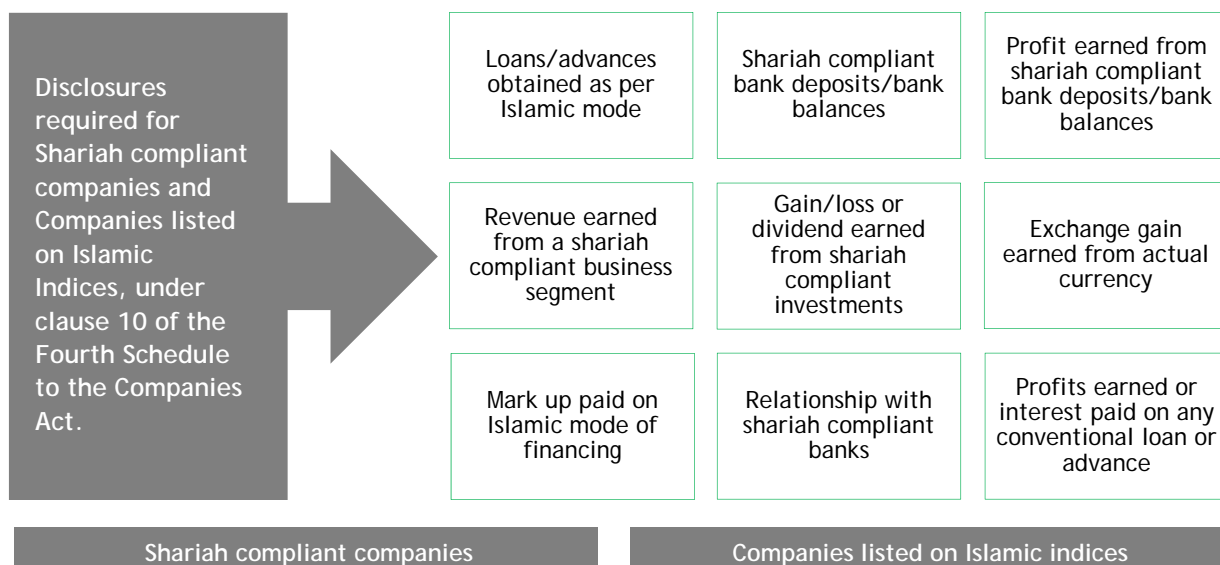 Disclosures
required for
Shariah compliant
companies and
Companies listed
on Islamic
Indices, under
clause 10 of the
Fourth Schedule
to the Companies
Act.
Loans/advances
obtained as per
Islamic mode
Shariah compliant
bank deposits/bank
balances
Profit earned from
shariah compliant
bank deposits/bank
balances
Revenue earned
from a shariah
compliant business
segment
Gain/loss or
dividend earned
from shariah
compliant
investments
Exchange gain
earned from actual
currency
Mark up paid on
Islamic mode of
financing
Relationship with
shariah compliant
banks
Profits earned or
interest paid on any
conventional loan or
advance
Shariah compliant companies
Companies listed on Islamic indices